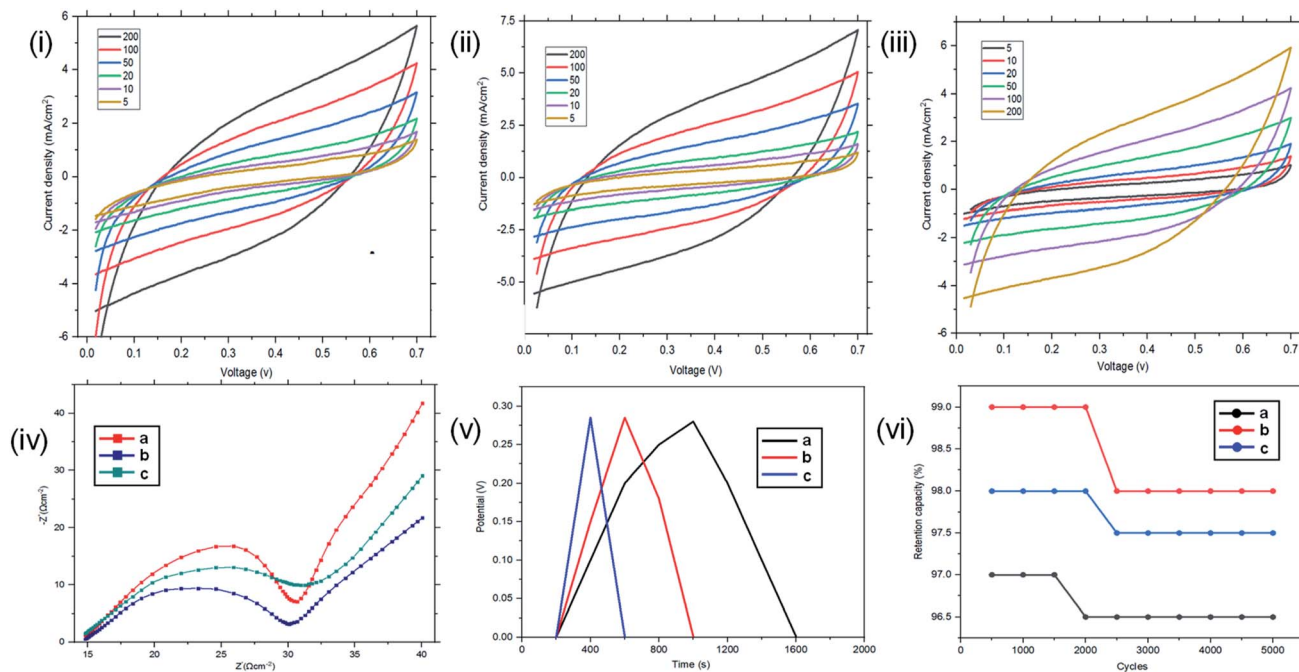 (i)
200
100
50
20
10
5
Current density (mA/cm²)
6
4
2
0
-2
-4
-6
0.0 0.1 0.2 0.3 0.4 0.5 0.6 0.7
Voltage (v)
(ii)
200
100
50
20
10
5
Current density (mA/cm²)
7.5
5.0
2.5
0.0
-2.5
-5.0
0.0 0.1 0.2 0.3 0.4 0.5 0.6 0.7
Voltage (V)
(iii)
5
10
20
50
100
200
Current density (mA/cm²)
6
4
2
0
-2
-4
-6
0.0 0.1 0.2 0.3 0.4 0.5 0.6 0.7
Voltage (v)
(iv)
a
b
c
-Z'(Ωcm⁻²)
40
30
20
10
0
15 20 25 30 35 40
Z'(Ωcm⁻²)
(v)
a
b
c
Potential (V)
0.30
0.25
0.20
0.15
0.10
0.05
0.00
0 200 400 600 800 1000 1200 1400 1600 1800 2000
Time (s)
(vi)
a
b
c
Retention capacity (%)
99.0
98.5
98.0
97.5
97.0
96.5
0 1000 2000 3000 4000 5000
Cycles